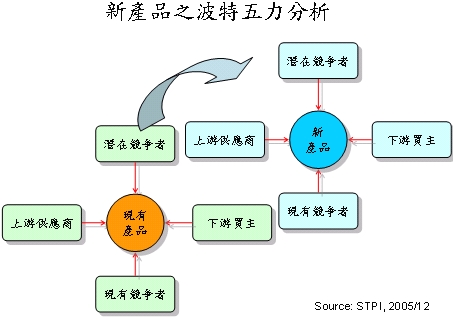 新產品之波特五力分析
潛在競爭者
上游供應商
新
產品
下游買主
現有競爭者
潛在競爭者
上游供應商
現有
產品
下游買主
現有競爭者
Source: STPI, 2005/12